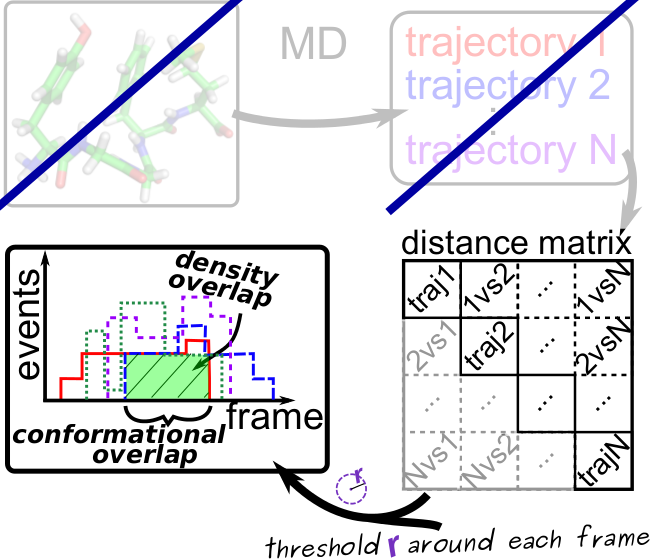 MD
trajectory 1
trajectory 2
⋮
trajectory N
distance matrix
traj1 1vs2 ... 1vsN
2vs1 traj2 ... 2vsN
... ... ... ...
Nvs1 Nvs2 ... trajN
density
overlap
events
frame
conformational
overlap
r
threshold r around each frame